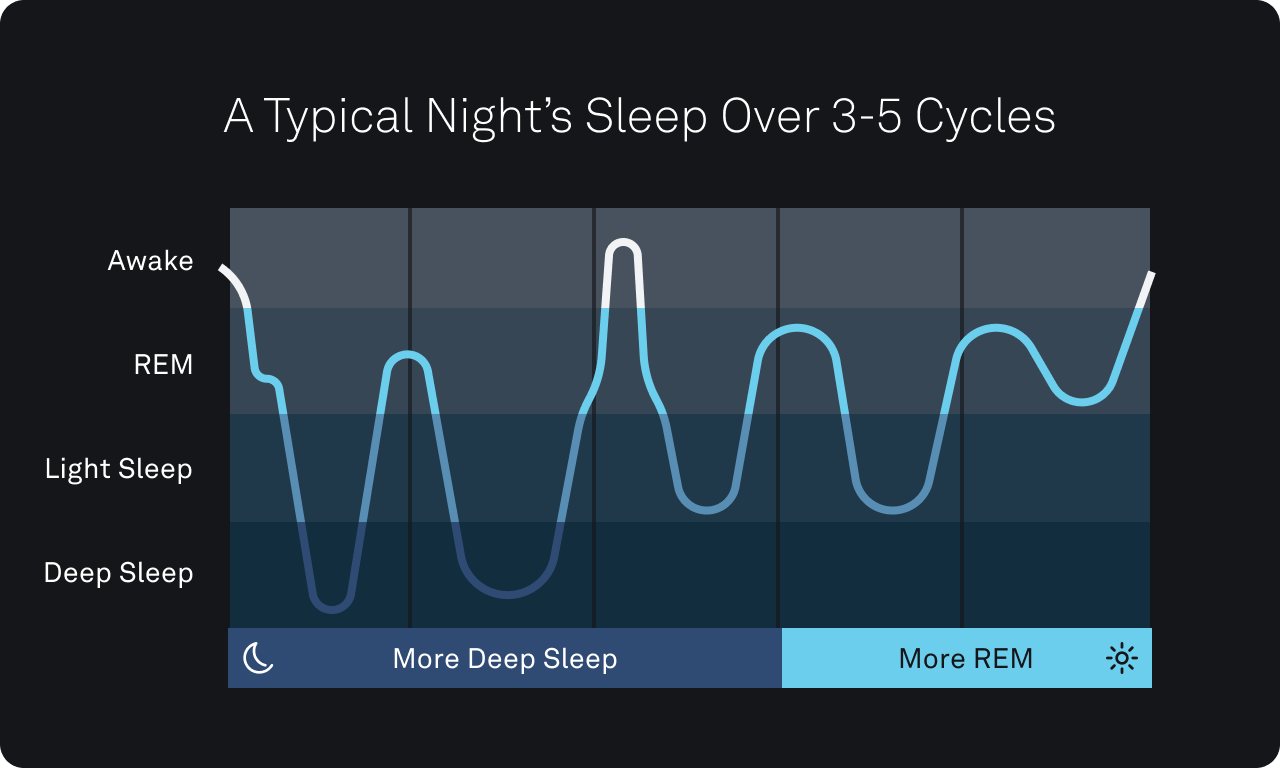 A Typical Night’s Sleep Over 3-5 Cycles
Awake
REM
Light Sleep
Deep Sleep
More Deep Sleep
More REM